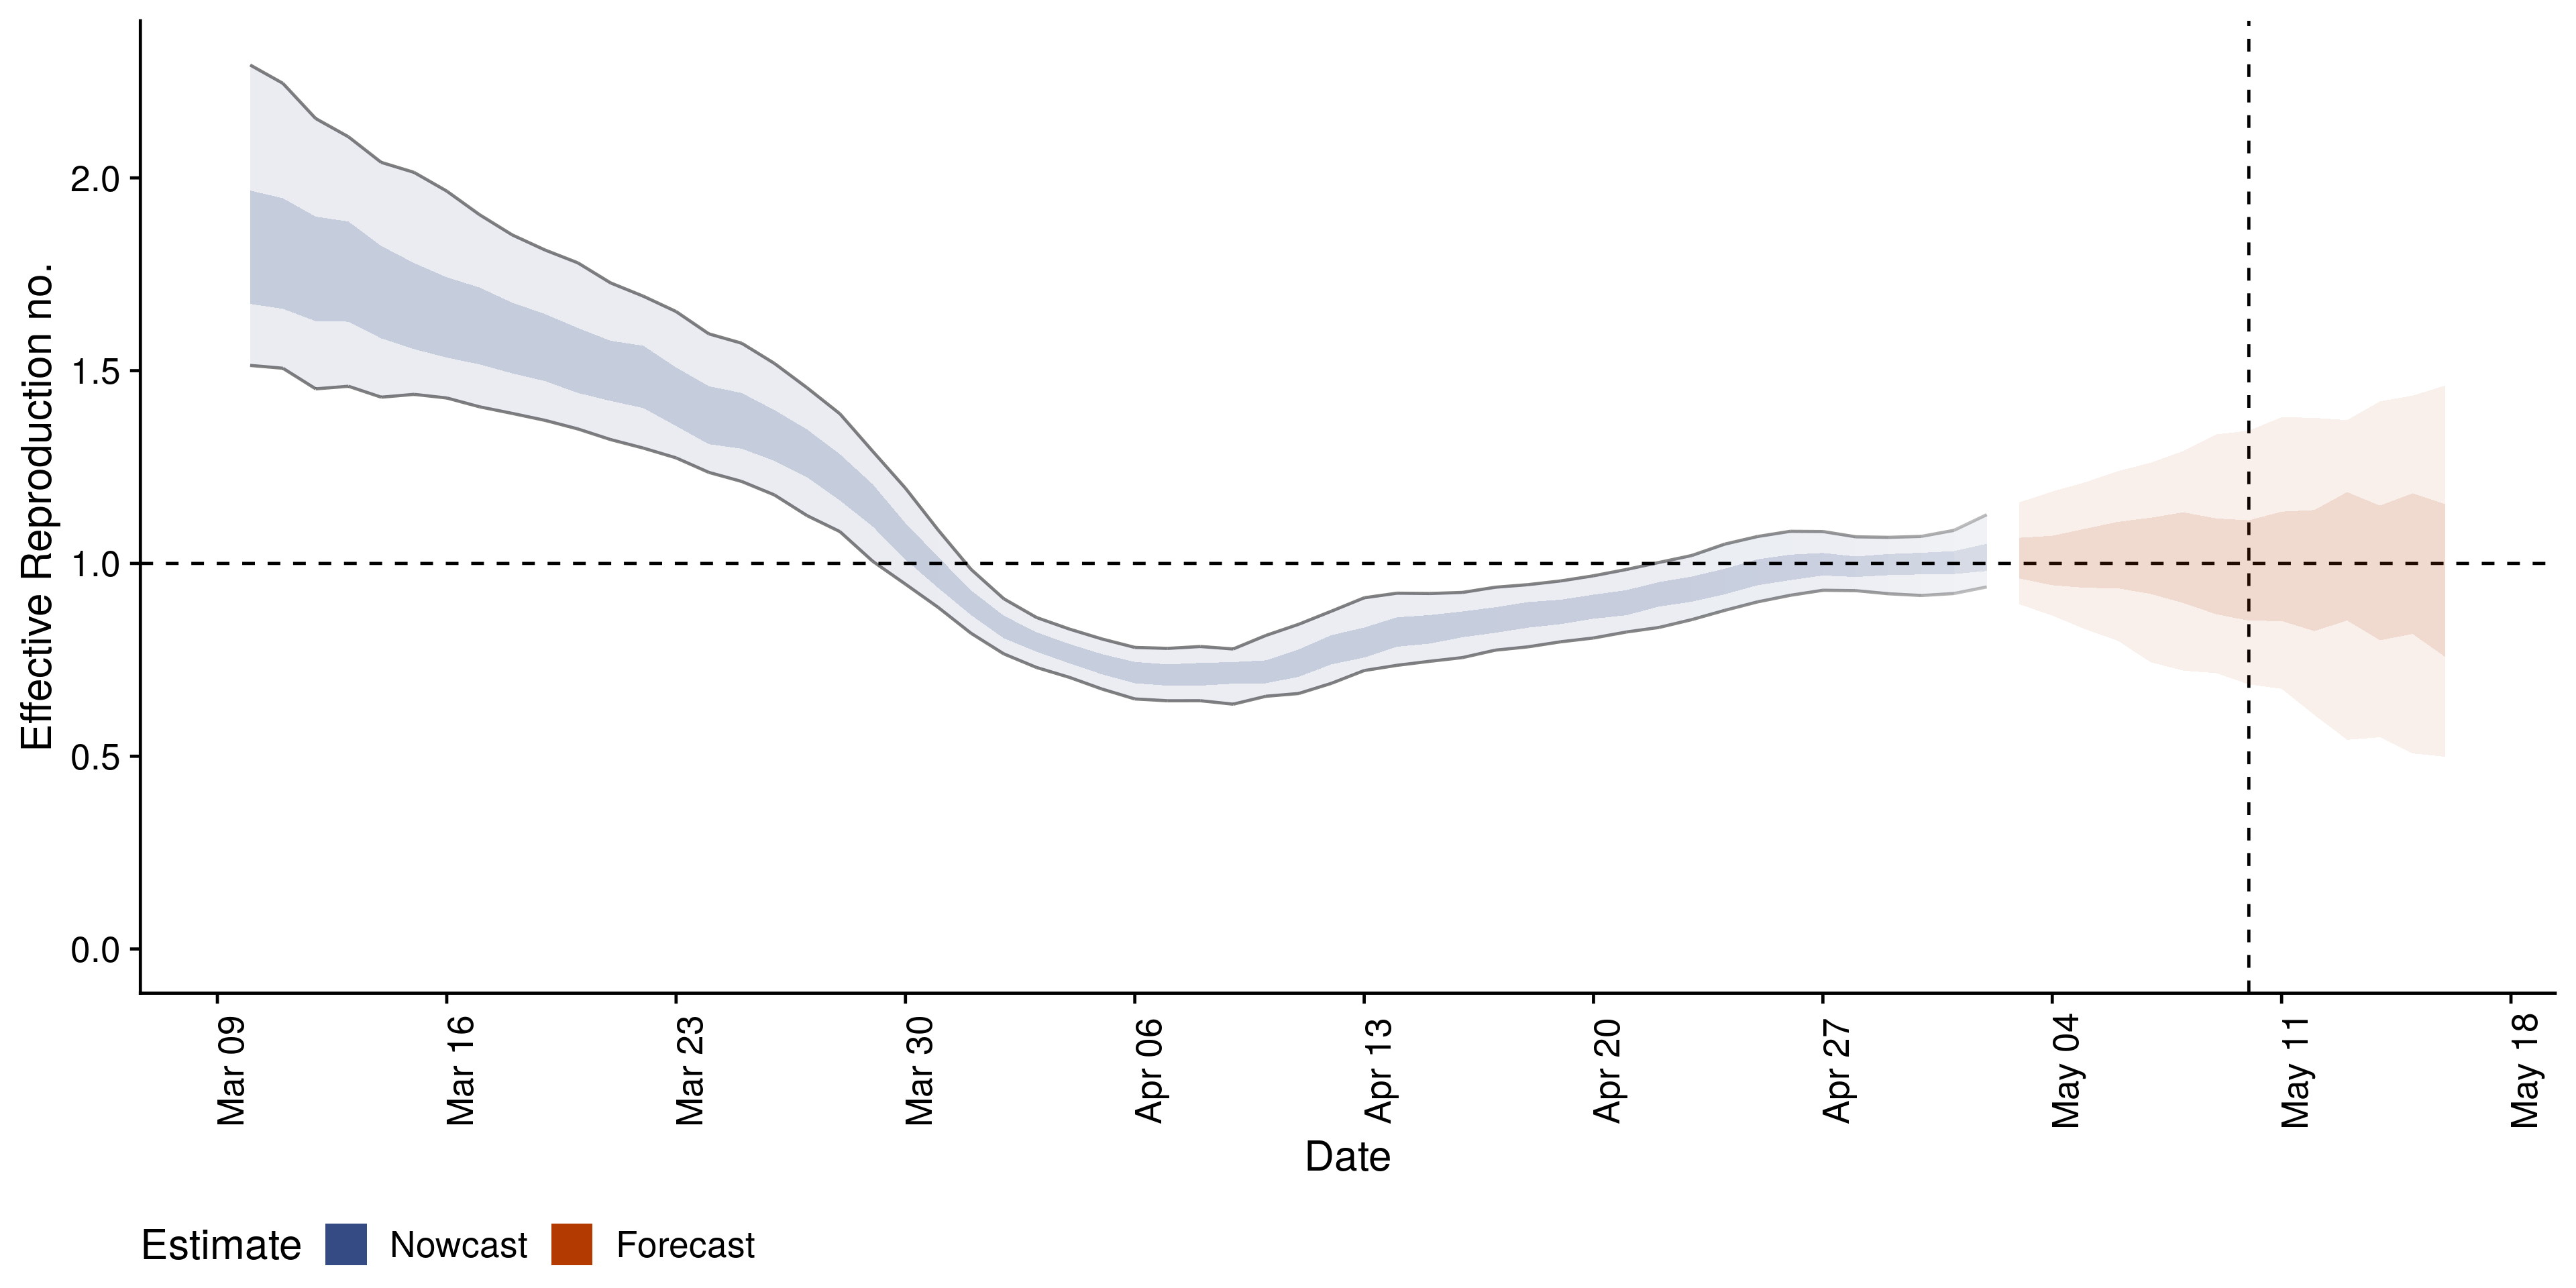 Effective Reproduction no.
2.0
1.5
1.0
0.5
0.0
Mar 09
Mar 16
Mar 23
Mar 30
Apr 06
Apr 13
Apr 20
Apr 27
May 04
May 11
May 18
Date
Estimate Nowcast Forecast